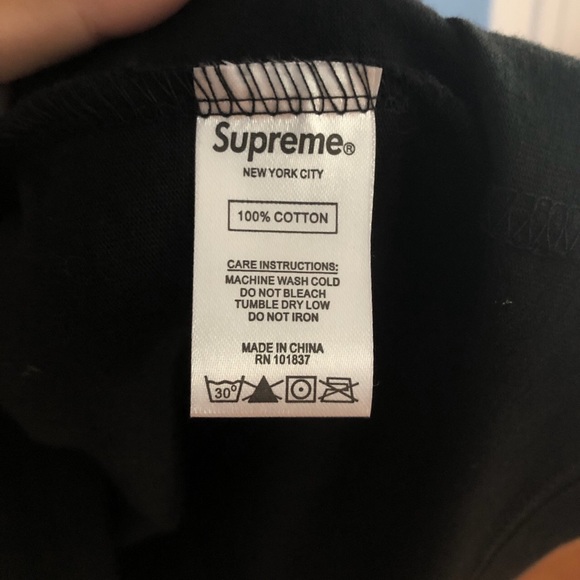 Supreme®
NEW YORK CITY
100% COTTON
CARE INSTRUCTIONS:
MACHINE WASH COLD
DO NOT BLEACH
TUMBLE DRY LOW
DO NOT IRON
MADE IN CHINA
RN 101837
30°